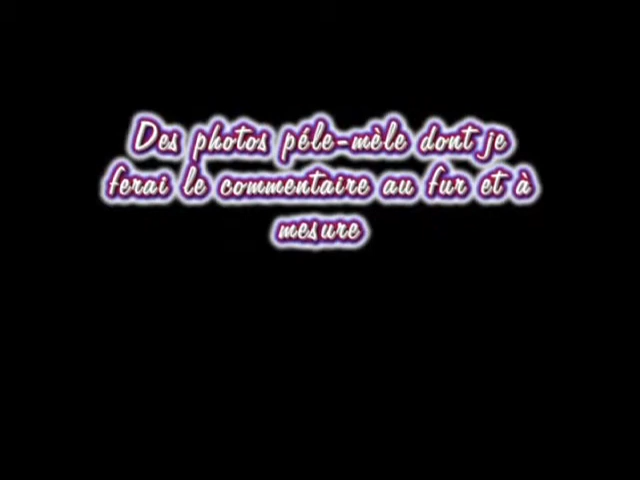 Des photos péle-mèle dont je
ferai le commentaire au fur et à
mesure